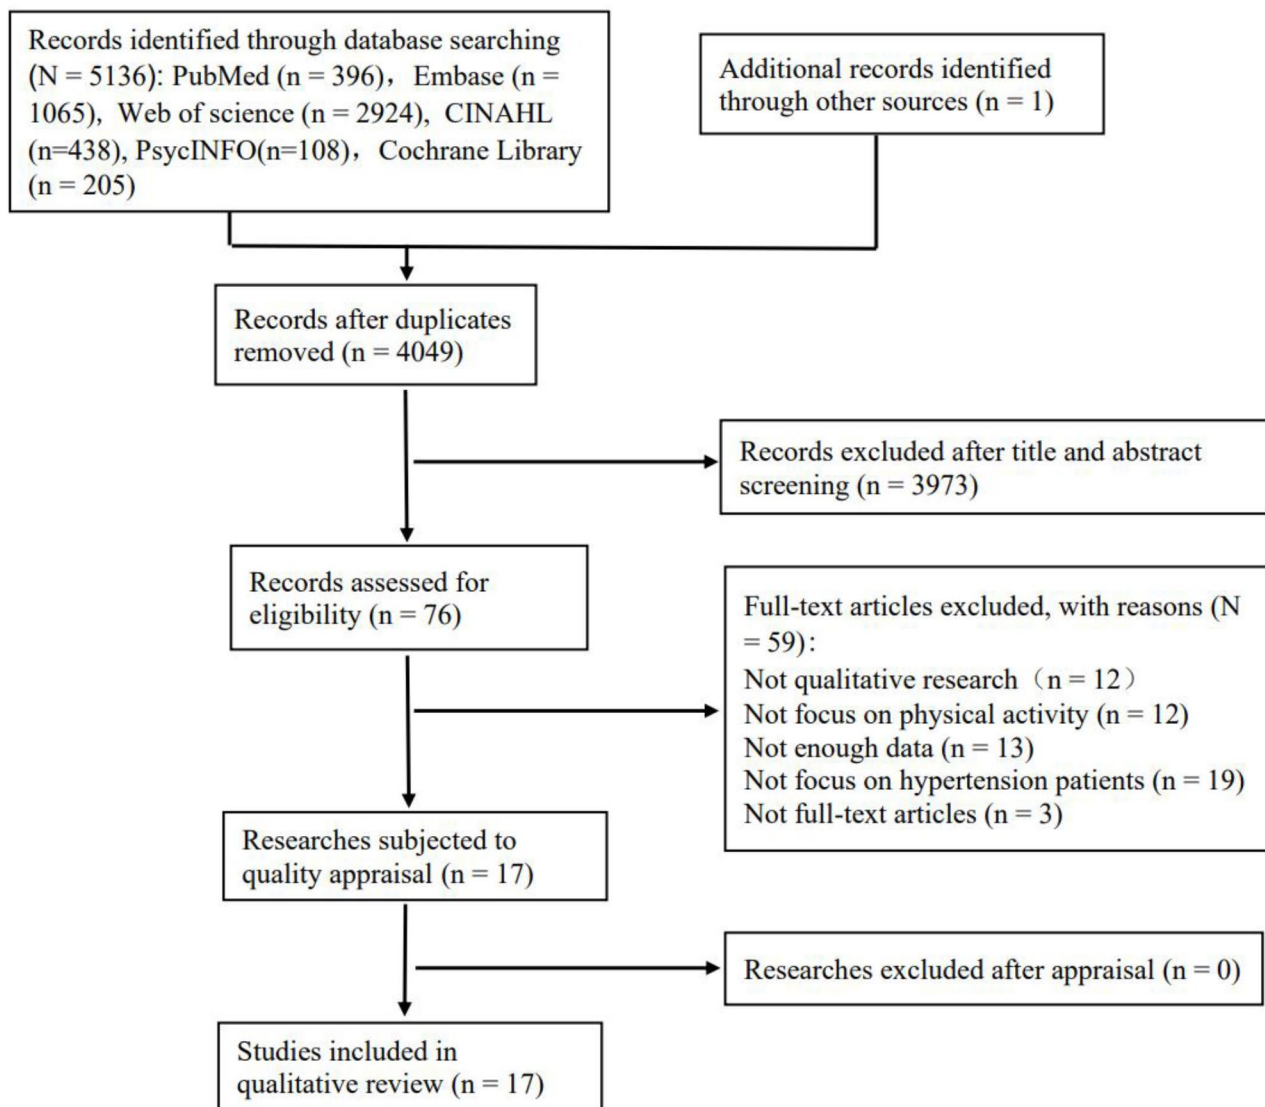 Records identified through database searching
(N = 5136): PubMed (n = 396)，Embase (n =
1065), Web of science (n = 2924), CINAHL
(n=438), PsycINFO(n=108)，Cochrane Library
(n = 205)
Additional records identified
through other sources (n = 1)
Records after duplicates
removed (n = 4049)
Records excluded after title and abstract
screening (n = 3973)
Records assessed for
eligibility (n = 76)
Full-text articles excluded, with reasons (N
= 59)：
Not qualitative research（n = 12）
Not focus on physical activity (n = 12)
Not enough data (n = 13)
Not focus on hypertension patients (n = 19)
Not full-text articles (n = 3)
Researches subjected to
quality appraisal (n = 17)
Researches excluded after appraisal (n = 0)
Studies included in
qualitative review (n = 17)